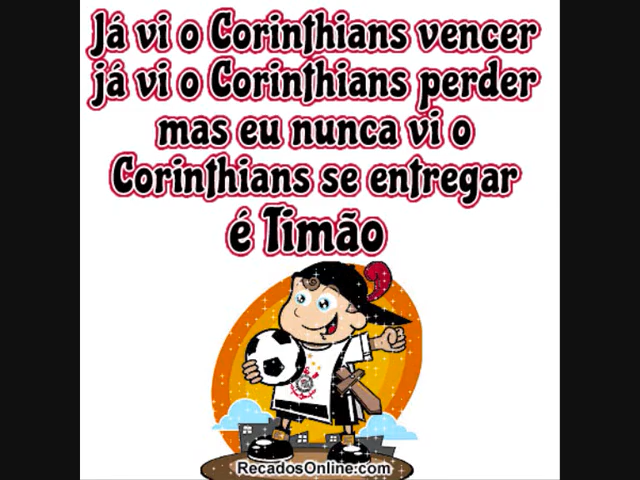 Já vi o Corinthians vencer
já vi o Corinthians perder
mas eu nunca vi o
Corinthians se entregar
é Timão
RecadosOnline.com